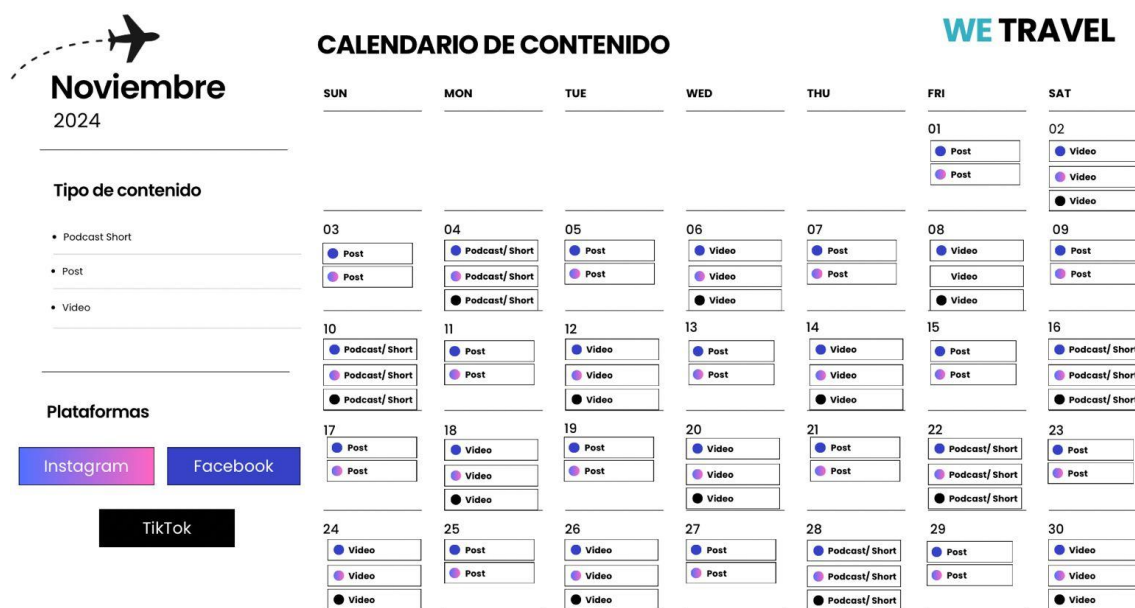 WE TRAVEL
CALENDARIO DE CONTENIDO
Noviembre
2024
Tipo de contenido
• Podcast Short
• Post
• Video
Plataformas
Instagram
Facebook
TikTok
SUN MON TUE WED THU FRI SAT
01 02
Post Video
Post Video
Video
03 04 05 06 07 08 09
Post Podcast/ Short Post Video Post Video Post
Post Podcast/ Short Post Video Post Video Post
Podcast/ Short Video Video
10 11 12 13 14 15 16
Podcast/ Short Post Video Post Video Post Podcast/ Short
Podcast/ Short Post Video Post Video Post Podcast/ Short
Podcast/ Short Video Video Podcast/ Short
17 18 19 20 21 22 23
Post Video Post Video Post Podcast/ Short Post
Post Video Post Video Post Podcast/ Short Post
Video Video Podcast/ Short
24 25 26 27 28 29 30
Video Post Video Post Podcast/ Short Post Video
Video Post Video Post Podcast/ Short Post Video
Video Video Podcast/ Short Video